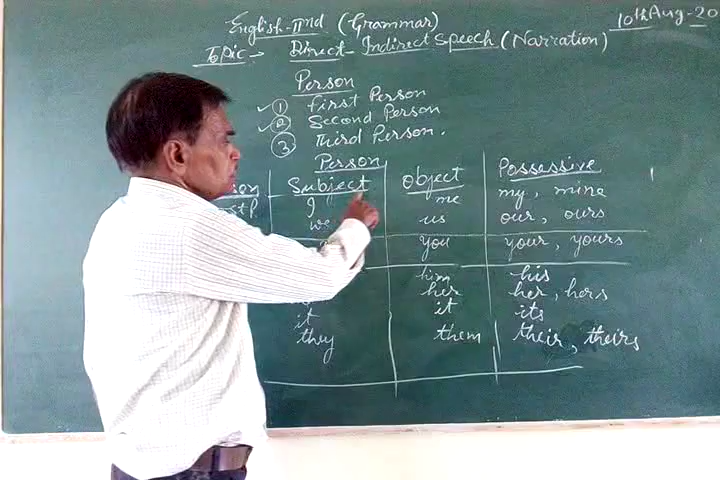 English-IInd (Grammar)
10th Aug-20
Topic - Direct-Indirect Speech (Narration)
Person
① First Person
② Second Person
③ Third Person.
Person
Subject object Possessive
I me my, mine
we us our, ours
you your, yours
him his
her her, hers
it it its
they them their, theirs